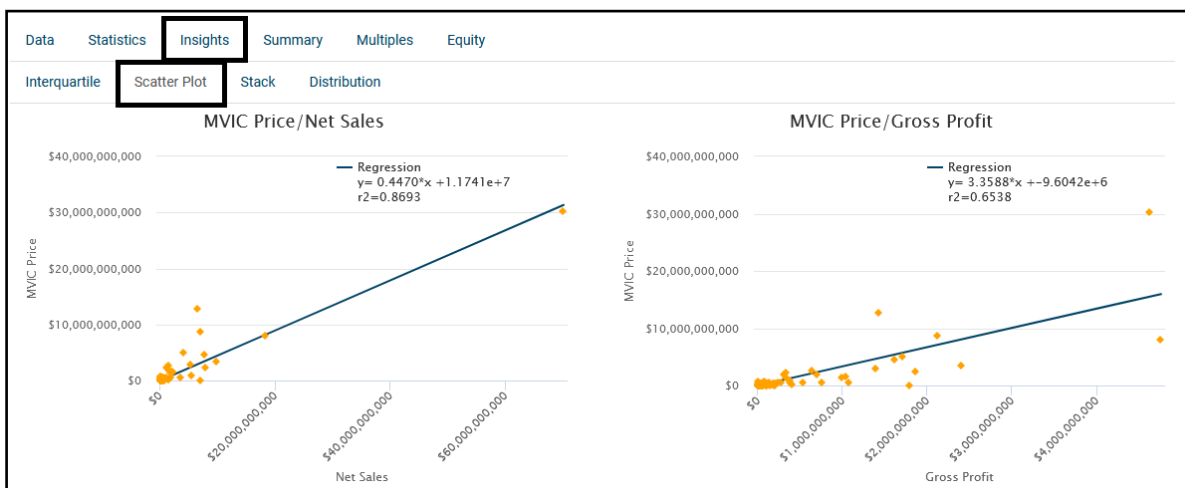 Data Statistics Insights Summary Multiples Equity
Interquartile Scatter Plot Stack Distribution
MVIC Price/Net Sales
$40,000,000,000
$30,000,000,000
$20,000,000,000
$10,000,000,000
$0
MVIC Price
Regression
y= 0.4470*x +1.1741e+7
r2=0.8693
$0
$20,000,000,000
$40,000,000,000
$60,000,000,000
Net Sales
MVIC Price/Gross Profit
$40,000,000,000
$30,000,000,000
$20,000,000,000
$10,000,000,000
$0
MVIC Price
Regression
y= 3.3588*x +-9.6042e+6
r2=0.6538
$0
$1,000,000,000
$2,000,000,000
$3,000,000,000
$4,000,000,000
Gross Profit